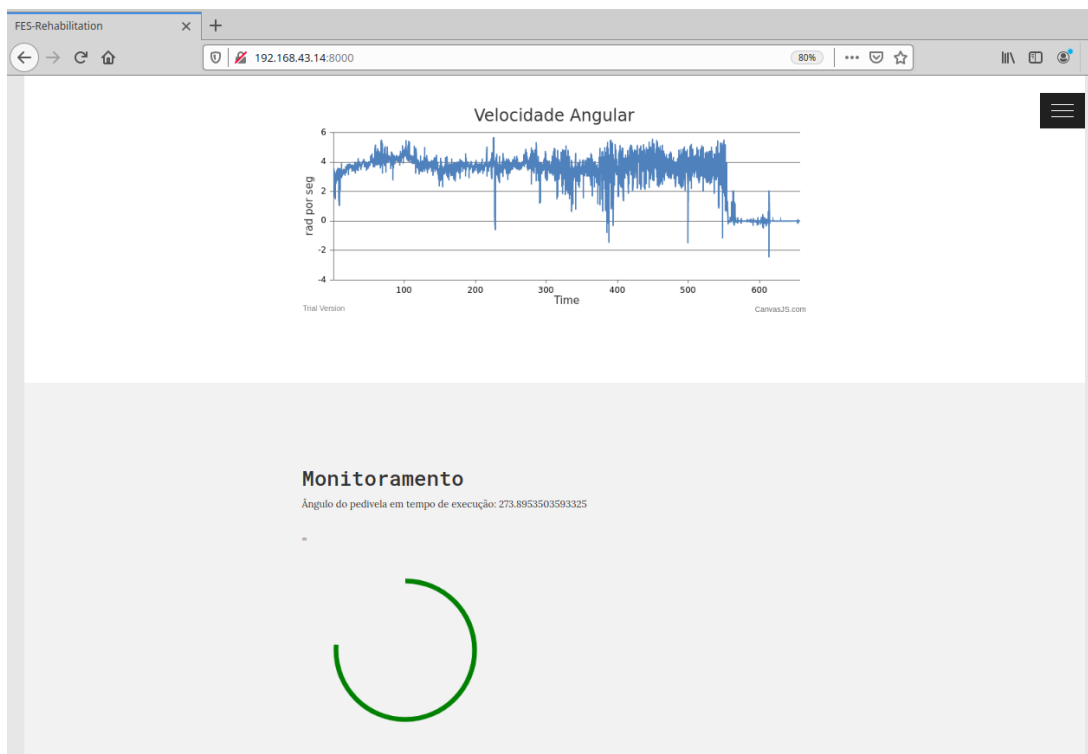 FES-Rehabilitation
192.168.43.14:8000
80%
Velocidade Angular
6
4
2
0
-2
-4
rad por seg
100 200 300 400 500 600
Time
Trial Version
CanvasJS.com
Monitoramento
Ângulo do pedivela em tempo de execução: 273.8953503593325
"